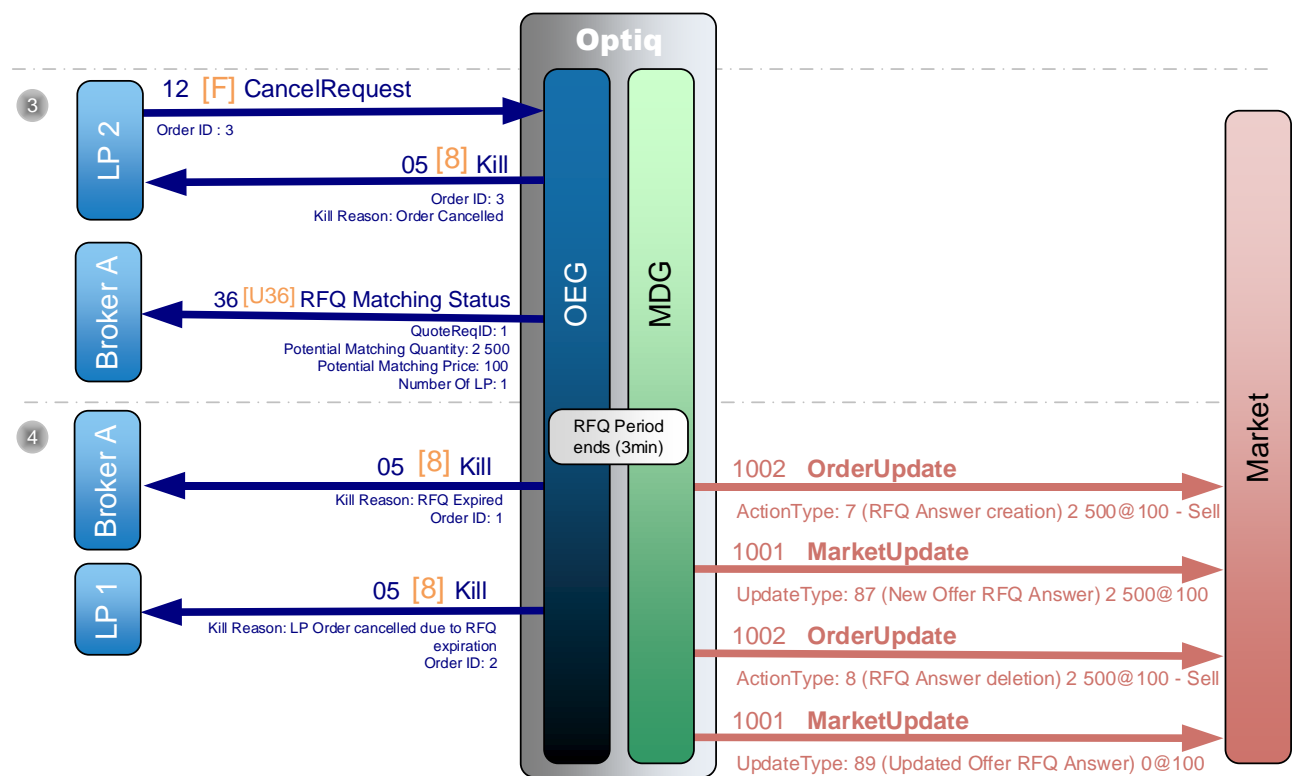 Optiq
3
LP 2
12 [F] CancelRequest
Order ID : 3
05 [8] Kill
Order ID: 3
Kill Reason: Order Cancelled
Broker A
36 [U36] RFQ Matching Status
QuoteReqID: 1
Potential Matching Quantity: 2 500
Potential Matching Price: 100
Number Of LP: 1
OEG
MDG
Market
4
RFQ Period
ends (3min)
Broker A
05 [8] Kill
Kill Reason: RFQ Expired
Order ID: 1
LP 1
05 [8] Kill
Kill Reason: LP Order cancelled due to RFQ
expiration
Order ID: 2
1002 OrderUpdate
ActionType: 7 (RFQ Answer creation) 2 500@100 - Sell
1001 MarketUpdate
UpdateType: 87 (New Offer RFQ Answer) 2 500@100
1002 OrderUpdate
ActionType: 8 (RFQ Answer deletion) 2 500@100 - Sell
1001 MarketUpdate
UpdateType: 89 (Updated Offer RFQ Answer) 0@100